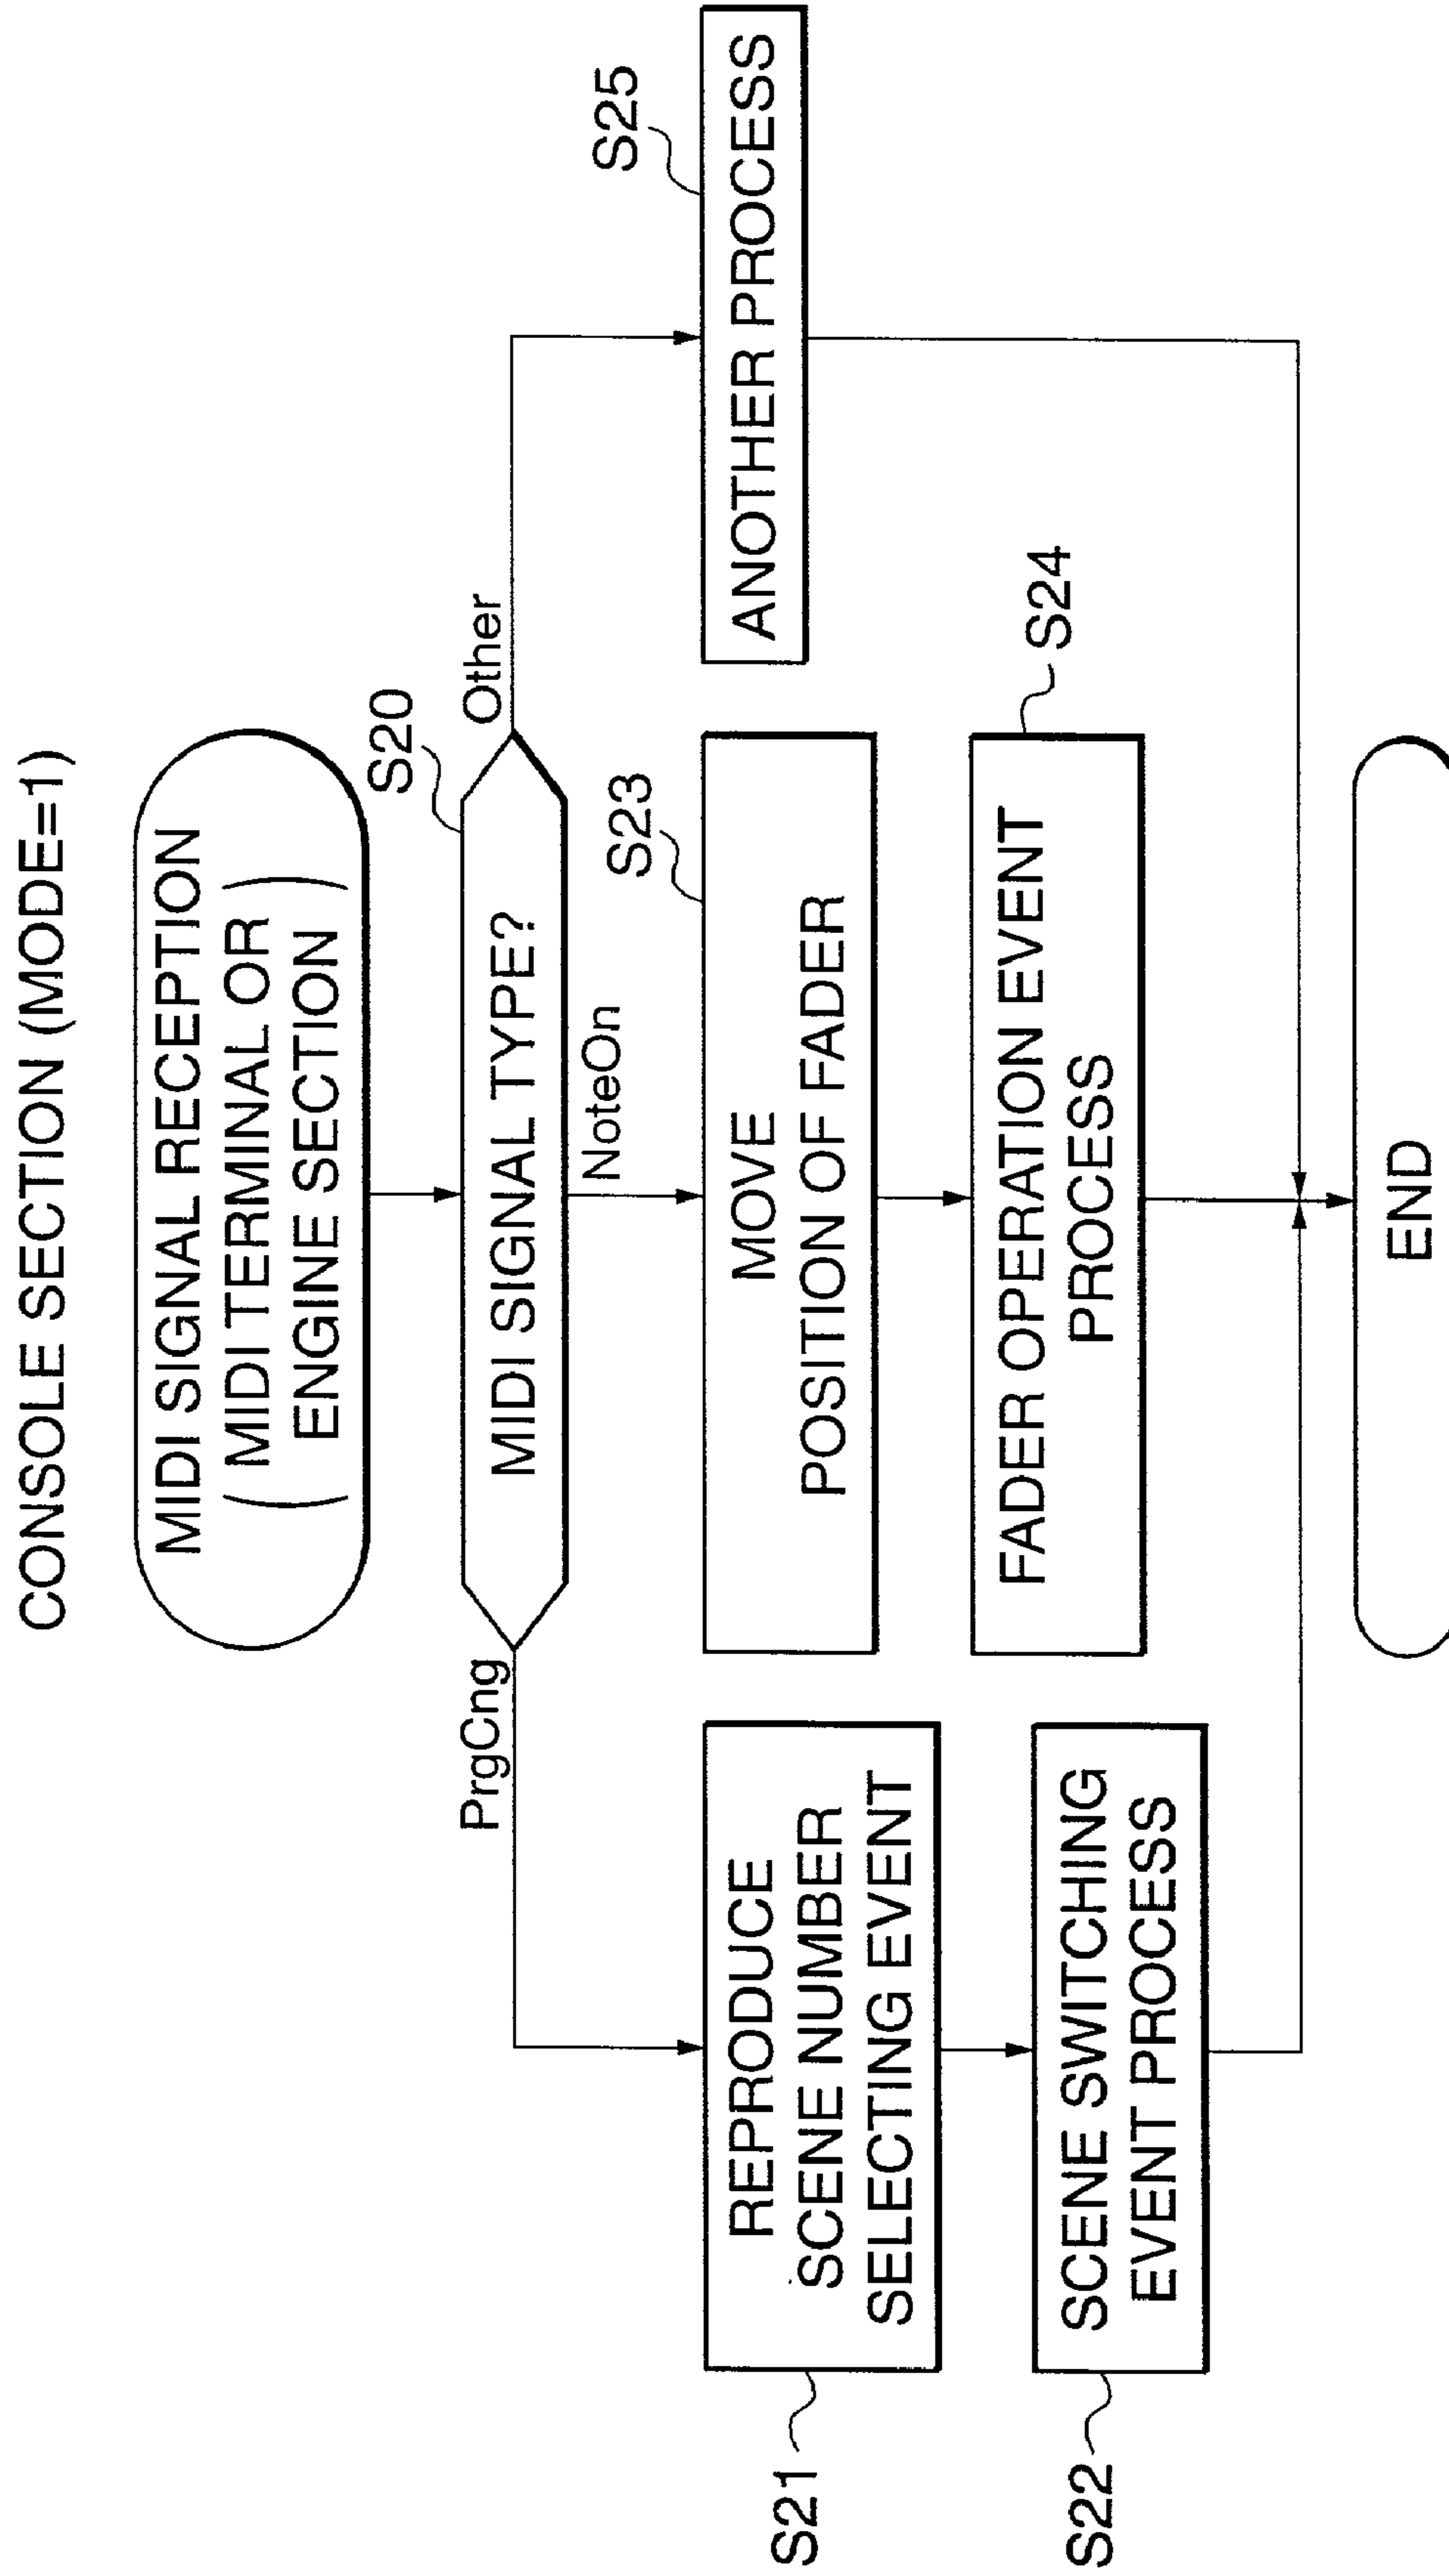 CONSOLE SECTION (MODE=1)
MIDI SIGNAL RECEPTION
(MIDI TERMINAL OR
ENGINE SECTION)
S20
MIDI SIGNAL TYPE?
PrgCng
NoteOn
Other
S21
REPRODUCE
SCENE NUMBER
SELECTING EVENT
S22
SCENE SWITCHING
EVENT PROCESS
S23
MOVE
POSITION OF FADER
S24
FADER OPERATION EVENT
PROCESS
S25
ANOTHER PROCESS
END